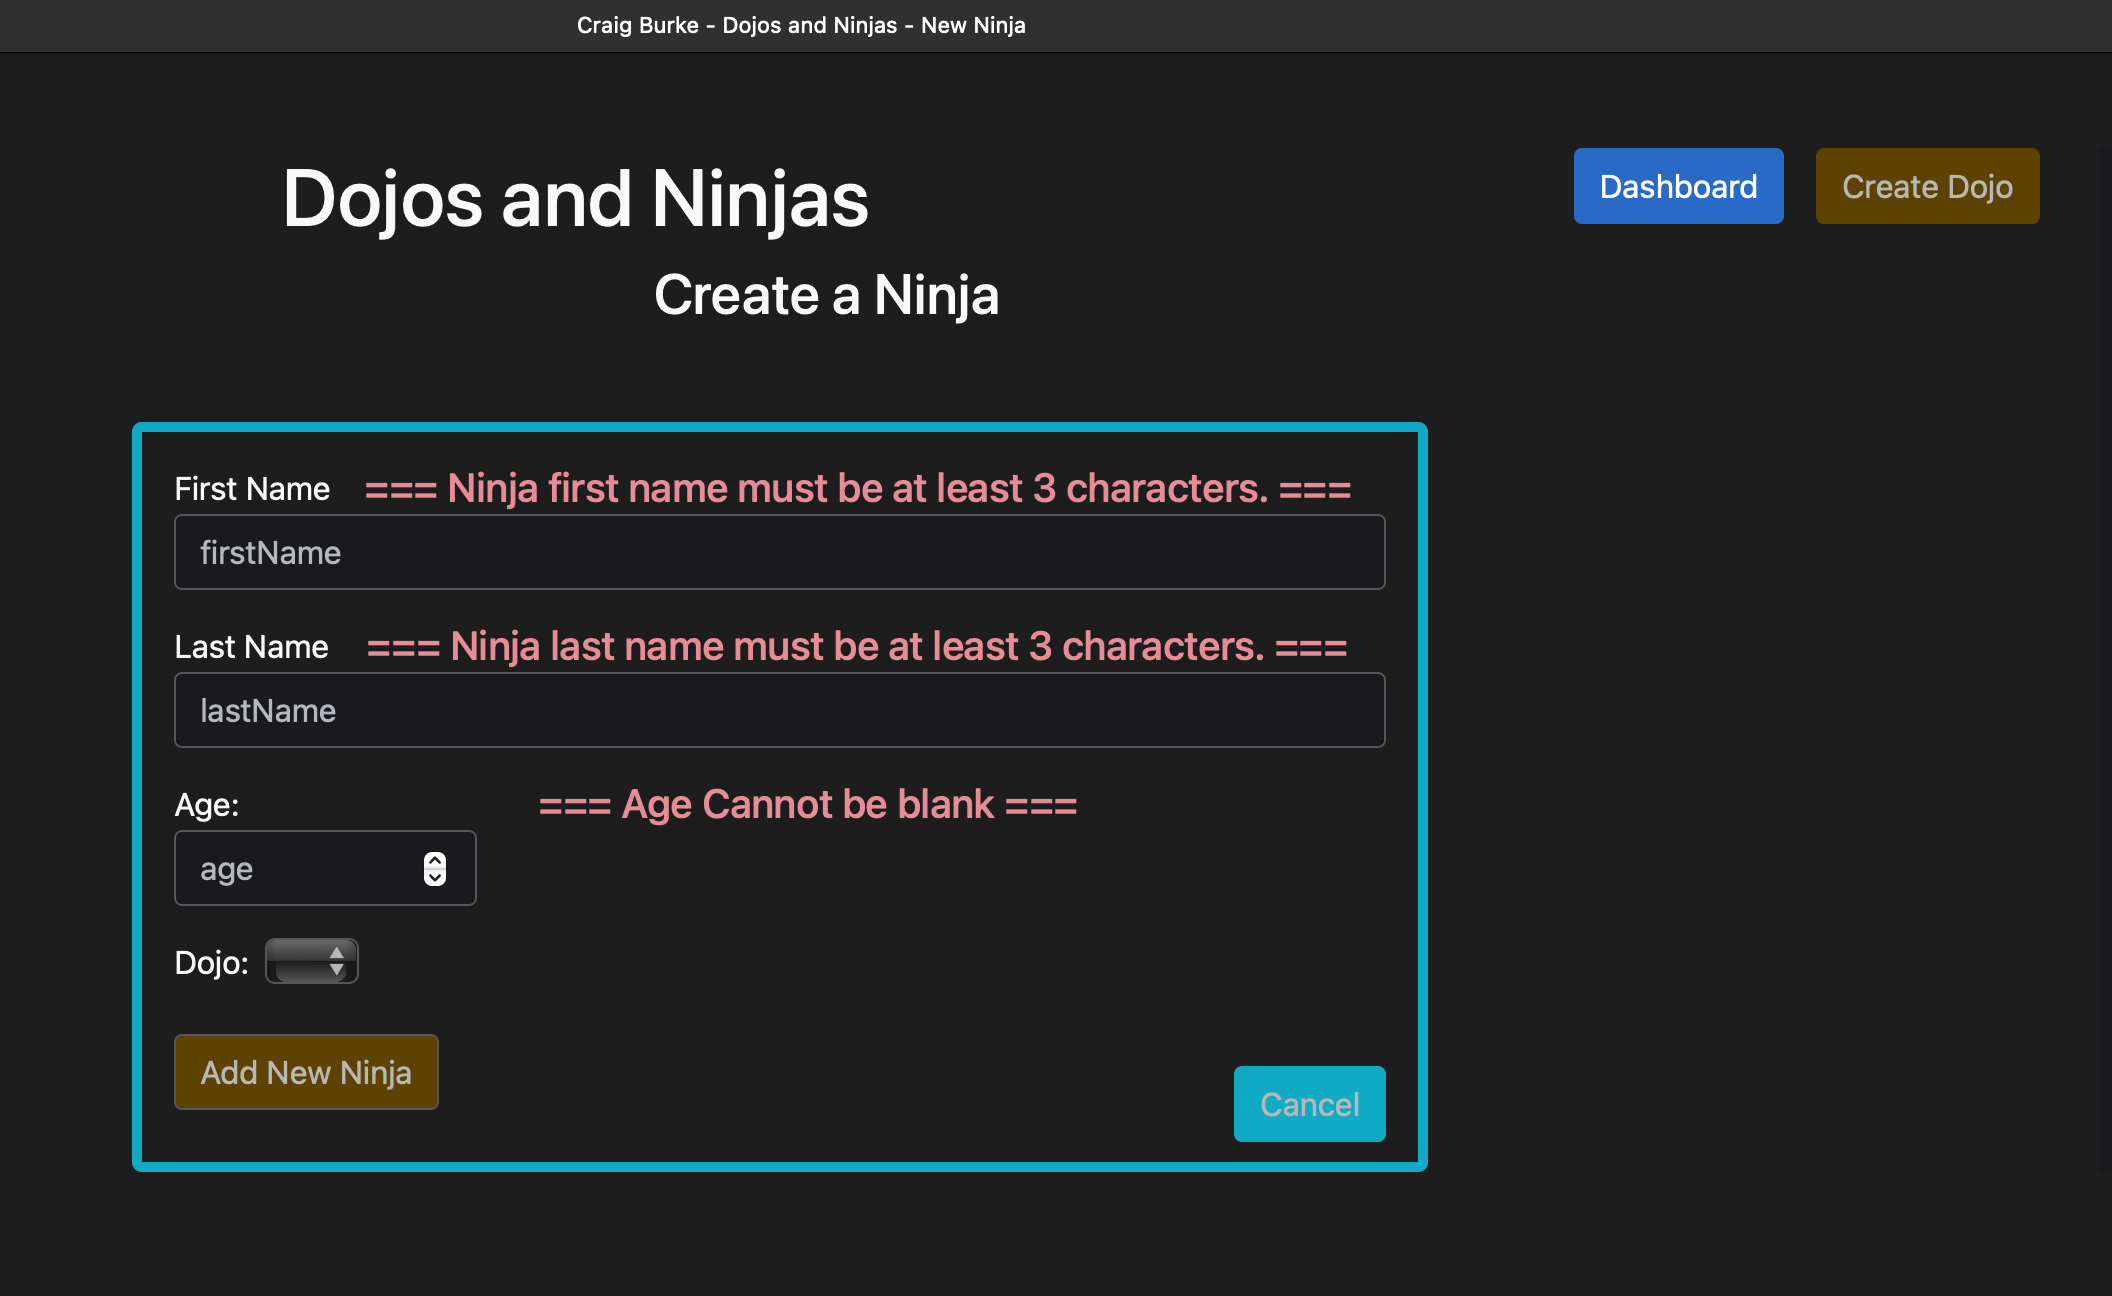 Craig Burke - Dojos and Ninjas - New Ninja
Dojos and Ninjas
Dashboard
Create Dojo
Create a Ninja
First Name === Ninja first name must be at least 3 characters. ===
firstName
Last Name === Ninja last name must be at least 3 characters. ===
lastName
Age: === Age Cannot be blank ===
age
Dojo:
Add New Ninja
Cancel